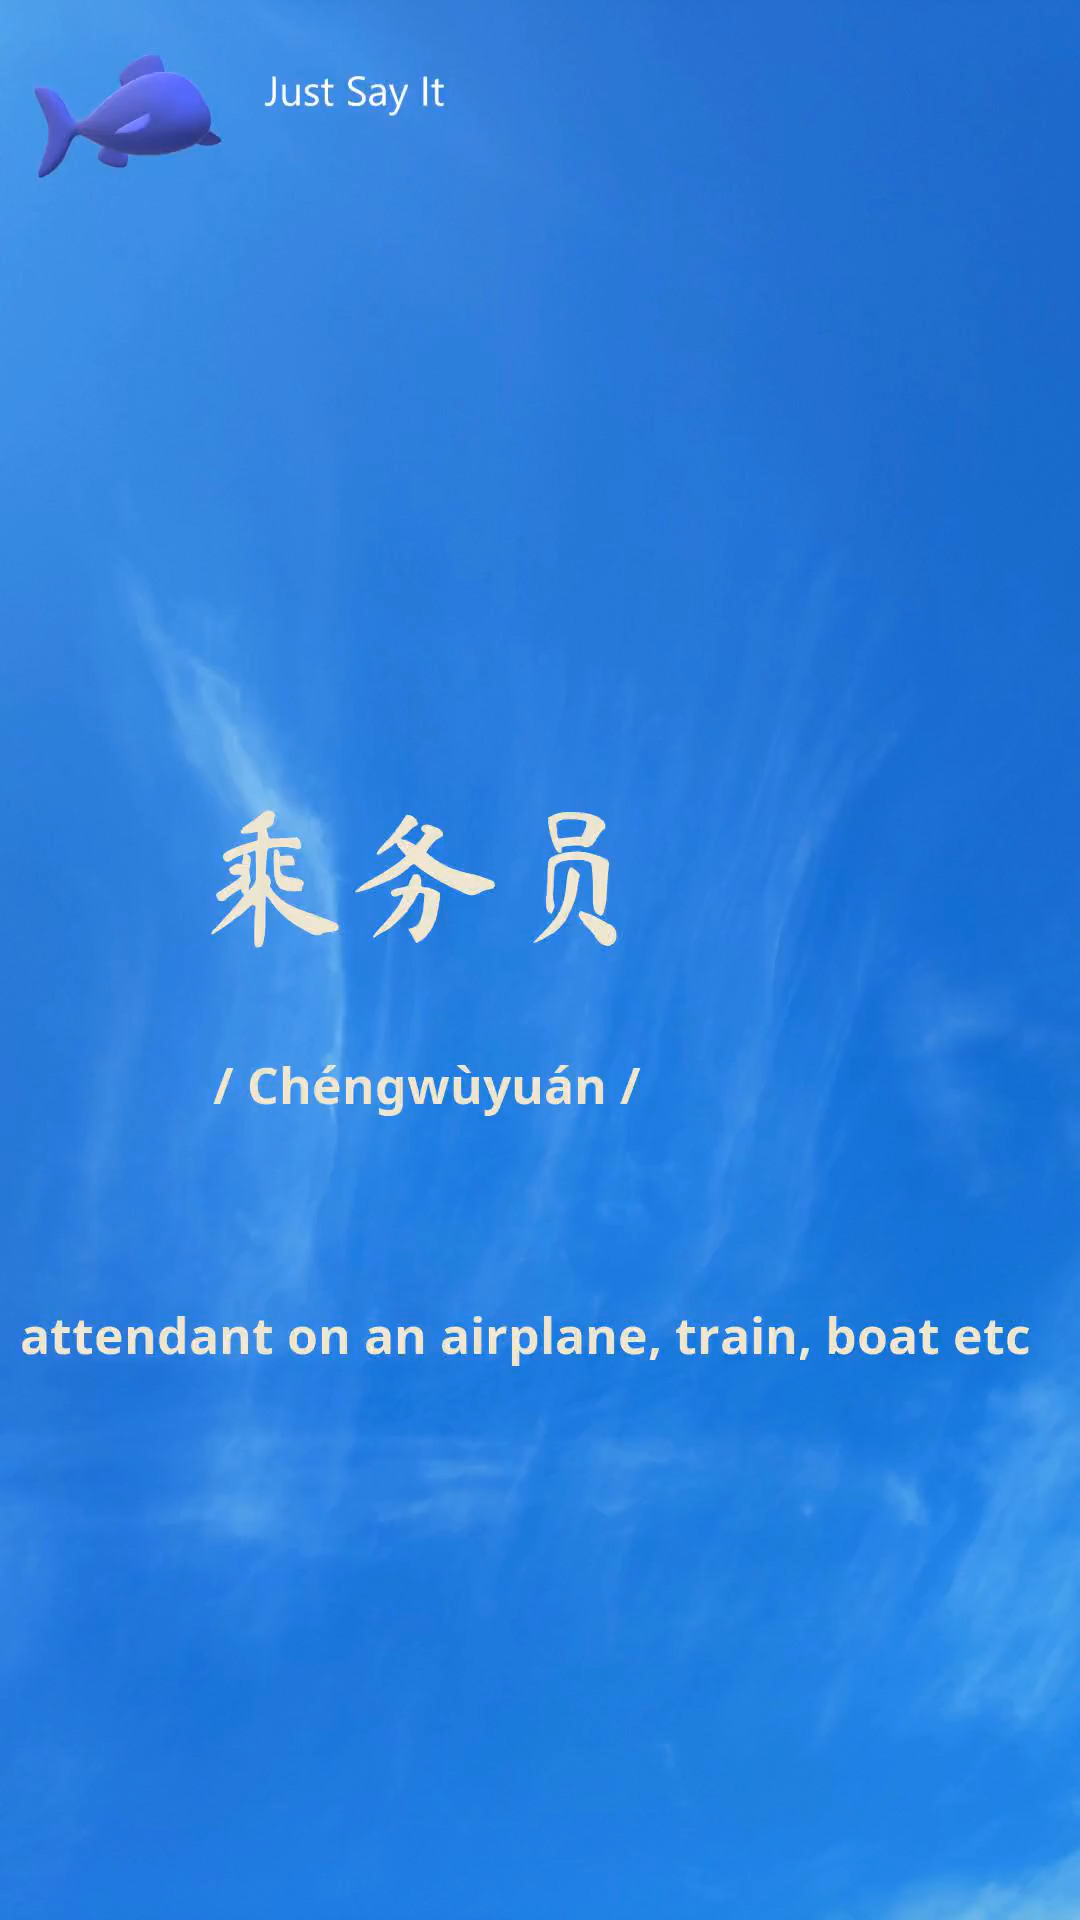 Just Say It
乘务员
/ Chéngwùyuán /
attendant on an airplane, train, boat etc